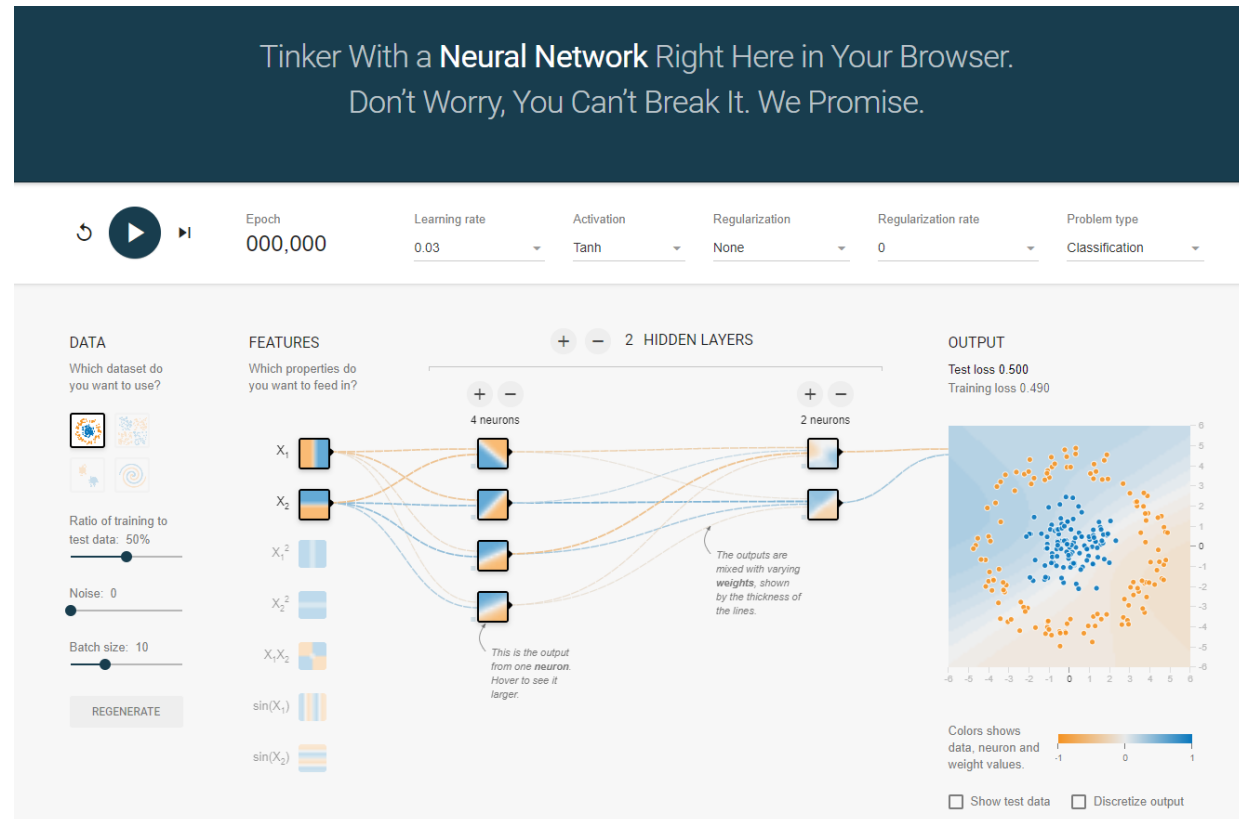 Tinker With a Neural Network Right Here in Your Browser.
Don't Worry, You Can't Break It. We Promise.
Epoch
000,000
Learning rate
0.03
Activation
Tanh
Regularization
None
Regularization rate
0
Problem type
Classification
DATA
Which dataset do
you want to use?
Ratio of training to
test data: 50%
Noise: 0
Batch size: 10
REGENERATE
FEATURES
Which properties do
you want to feed in?
X₁
X₂
X₁²
X₂²
X₁X₂
sin(X₁)
sin(X₂)
+ − 2 HIDDEN LAYERS
+ −
4 neurons
+ −
2 neurons
This is the output
from one neuron.
Hover to see it
larger.
The outputs are
mixed with varying
weights, shown
by the thickness of
the lines.
OUTPUT
Test loss 0.500
Training loss 0.490
6
5
4
3
2
1
0
-1
-2
-3
-4
-5
-6
-6 -5 -4 -3 -2 -1 0 1 2 3 4 5 6
Colors shows
data, neuron and
weight values.
-1 0 1
Show test data
Discretize output